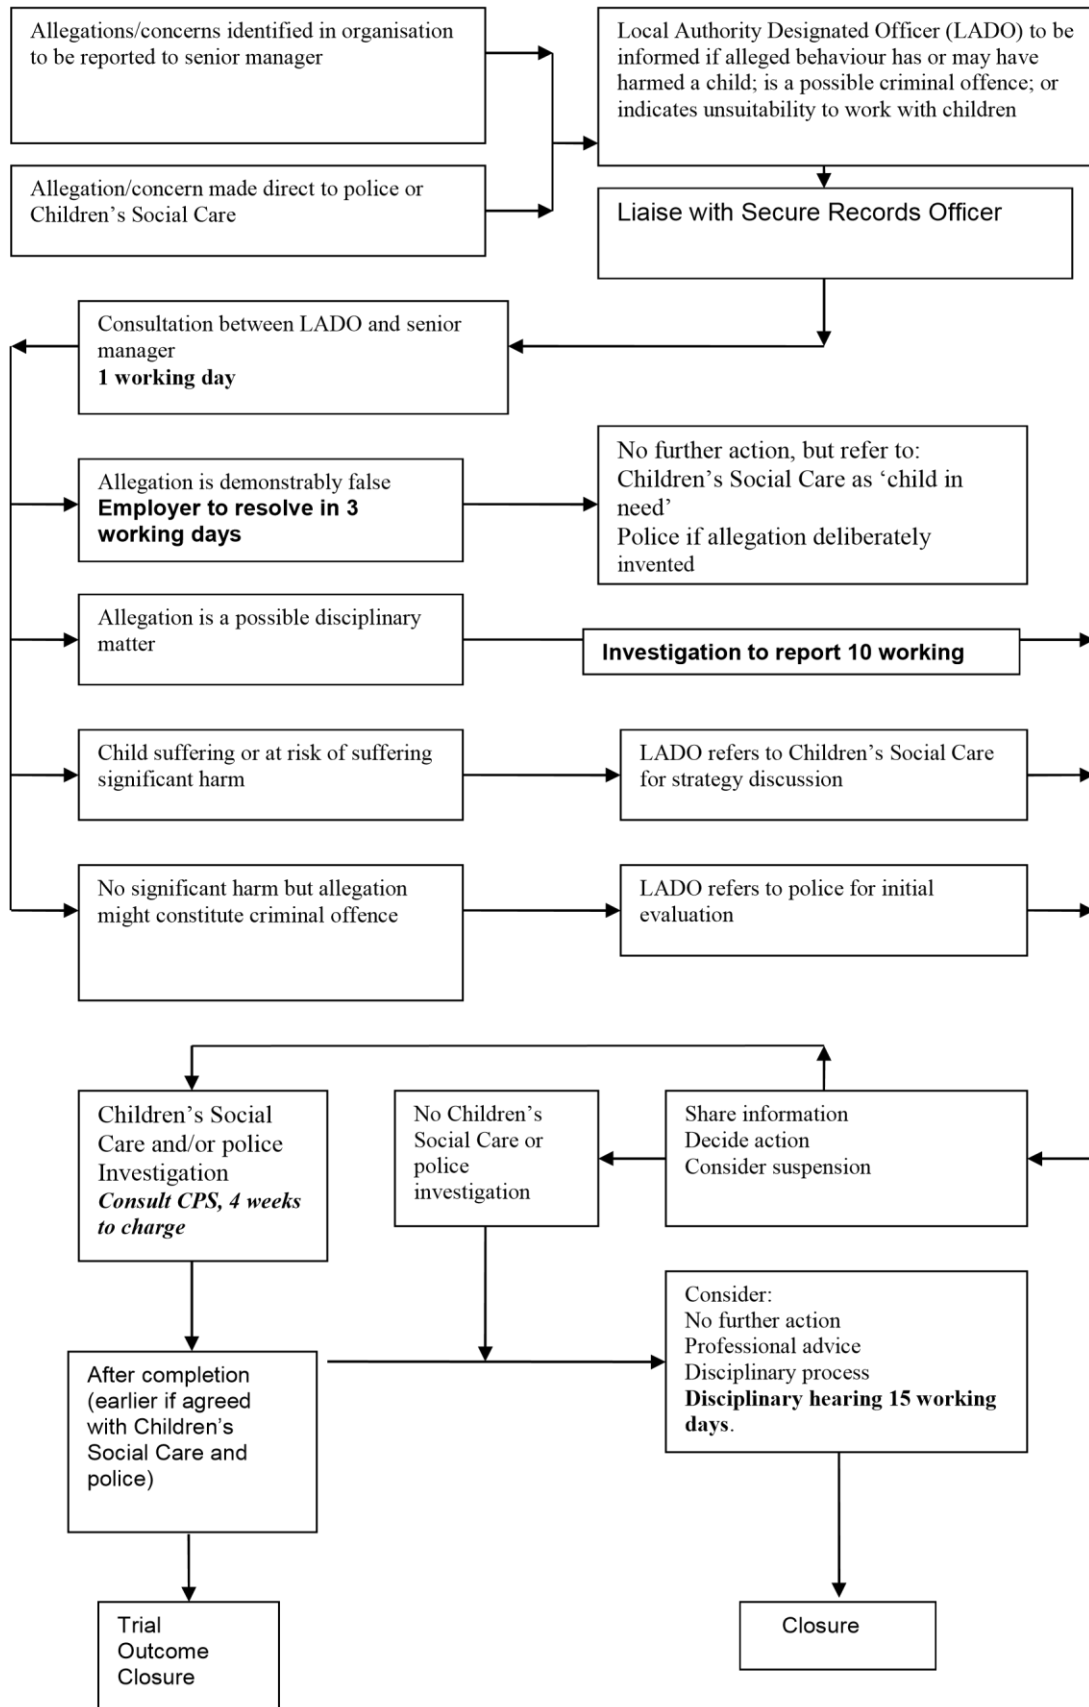 Allegations/concerns identified in organisation
to be reported to senior manager
Local Authority Designated Officer (LADO) to be
informed if alleged behaviour has or may have
harmed a child; is a possible criminal offence; or
indicates unsuitability to work with children
Allegation/concern made direct to police or
Children’s Social Care
Liaise with Secure Records Officer
Consultation between LADO and senior
manager
1 working day
Allegation is demonstrably false
Employer to resolve in 3
working days
No further action, but refer to:
Children’s Social Care as ‘child in
need’
Police if allegation deliberately
invented
Allegation is a possible disciplinary
matter
Investigation to report 10 working
Child suffering or at risk of suffering
significant harm
LADO refers to Children’s Social Care
for strategy discussion
No significant harm but allegation
might constitute criminal offence
LADO refers to police for initial
evaluation
Children’s Social
Care and/or police
Investigation
Consult CPS, 4 weeks
to charge
No Children’s
Social Care or
police
investigation
Share information
Decide action
Consider suspension
After completion
(earlier if agreed
with Children’s
Social Care and
police)
Consider:
No further action
Professional advice
Disciplinary process
Disciplinary hearing 15 working
days.
Trial
Outcome
Closure
Closure